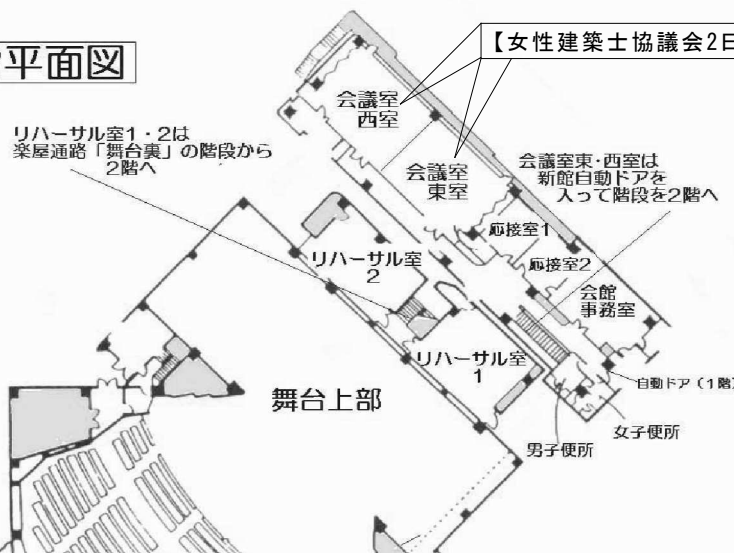 平面図
【女性建築士協議会2日
会議室
西室
リハーサル室1・2は
楽屋通路「舞台裏」の階段から
2階へ
会議室
東室
会議室東・西室は
新館自動ドアを
入って階段を2階へ
応接室1
リハーサル室
2
応接室2
会館
事務室
リハーサル室
1
舞台上部
自動ドア(1階)
女子便所
男子便所